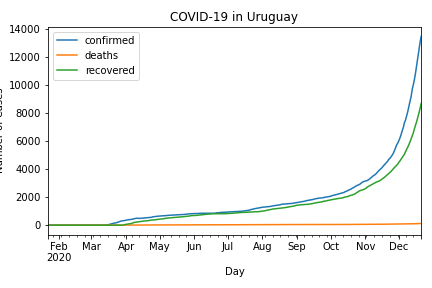 COVID-19 in Uruguay
14000
12000
10000
8000
6000
4000
2000
0
confirmed
deaths
recovered
Feb Mar Apr May Jun Jul Aug Sep Oct Nov Dec
2020
Day